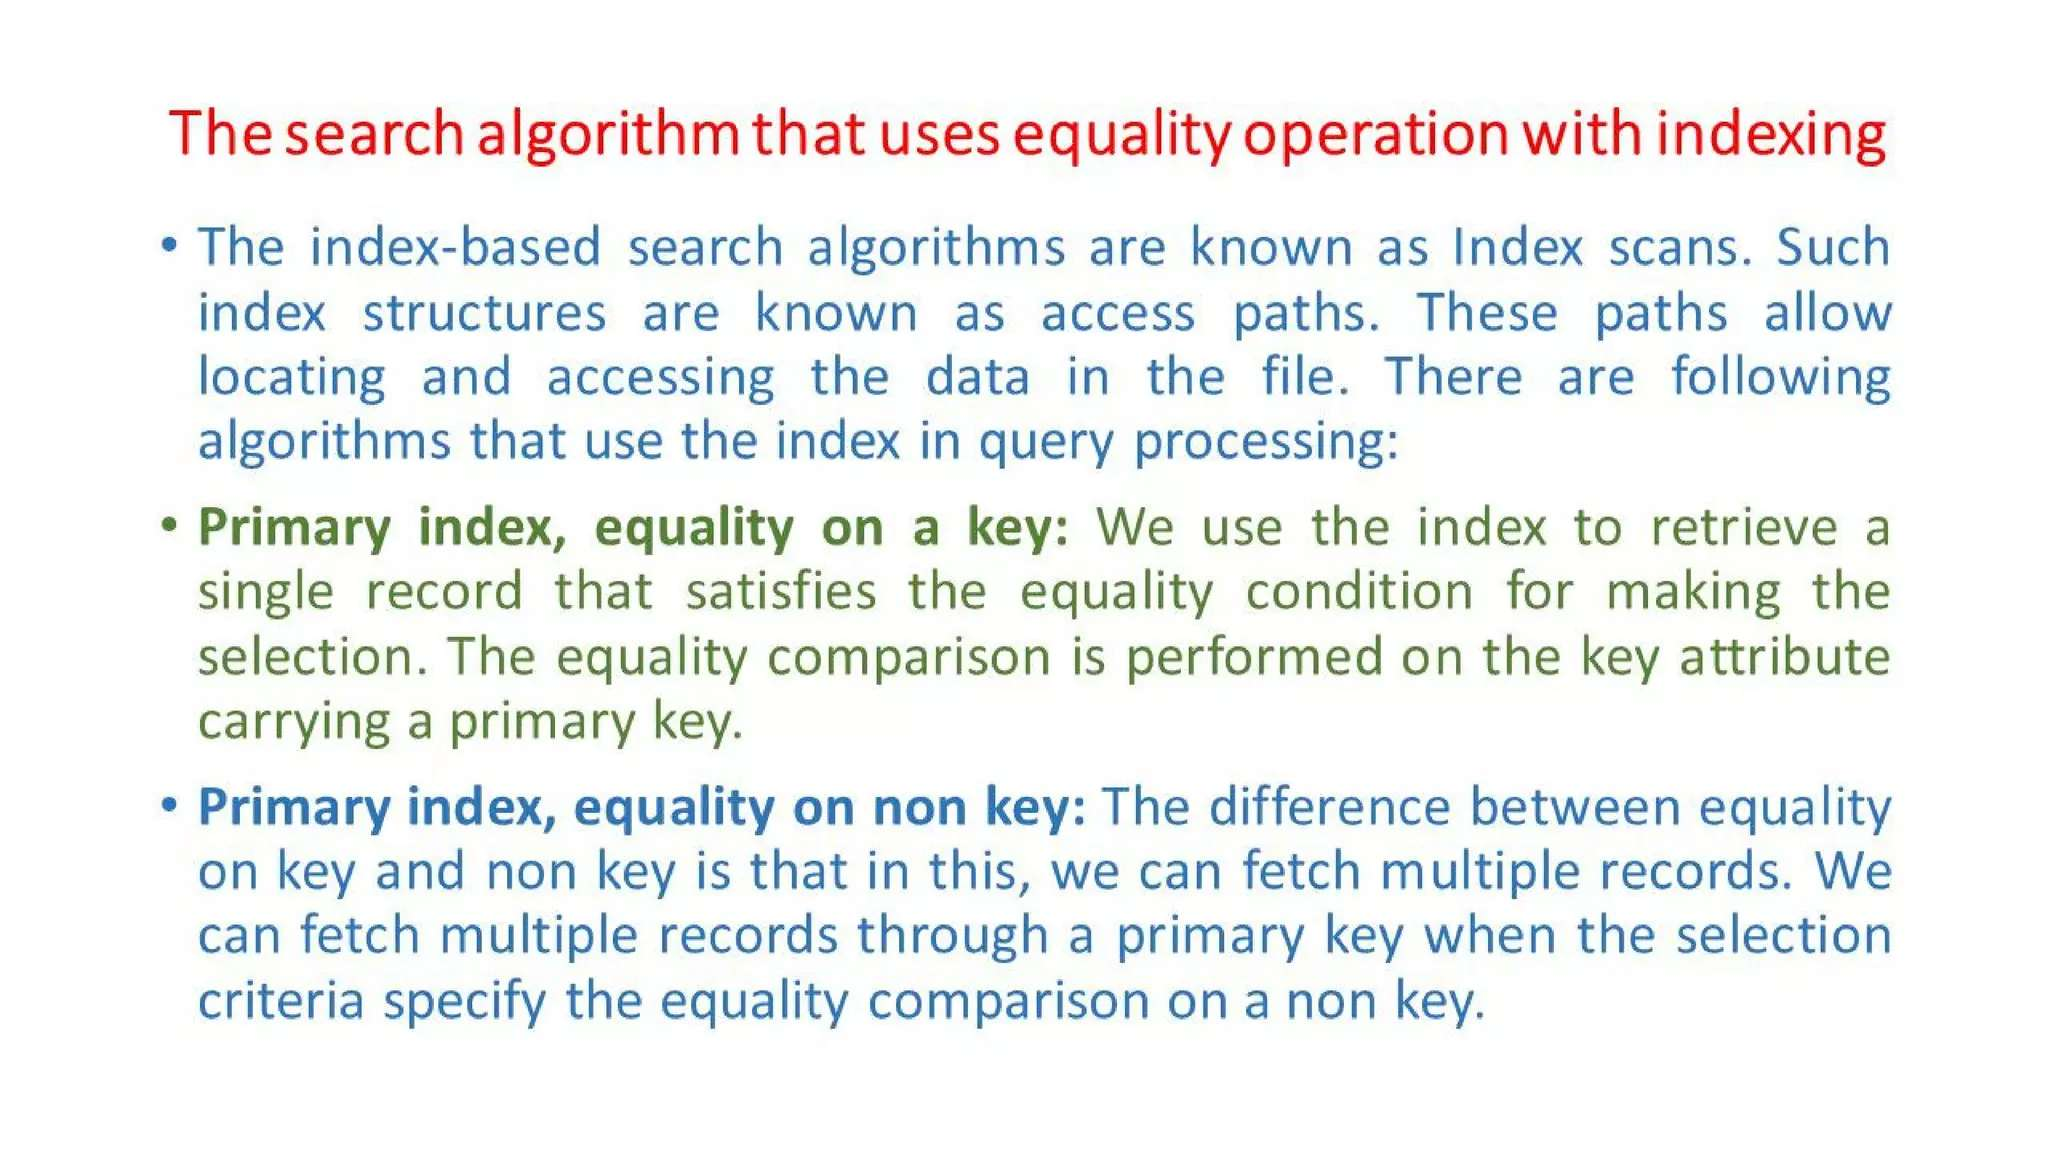 The search algorithm that uses equality operation with indexing
• The index-based search algorithms are known as Index scans. Such
index structures are known as access paths. These paths allow
locating and accessing the data in the file. There are following
algorithms that use the index in query processing:
• Primary index, equality on a key: We use the index to retrieve a
single record that satisfies the equality condition for making the
selection. The equality comparison is performed on the key attribute
carrying a primary key.
• Primary index, equality on non key: The difference between equality
on key and non key is that in this, we can fetch multiple records. We
can fetch multiple records through a primary key when the selection
criteria specify the equality comparison on a non key.